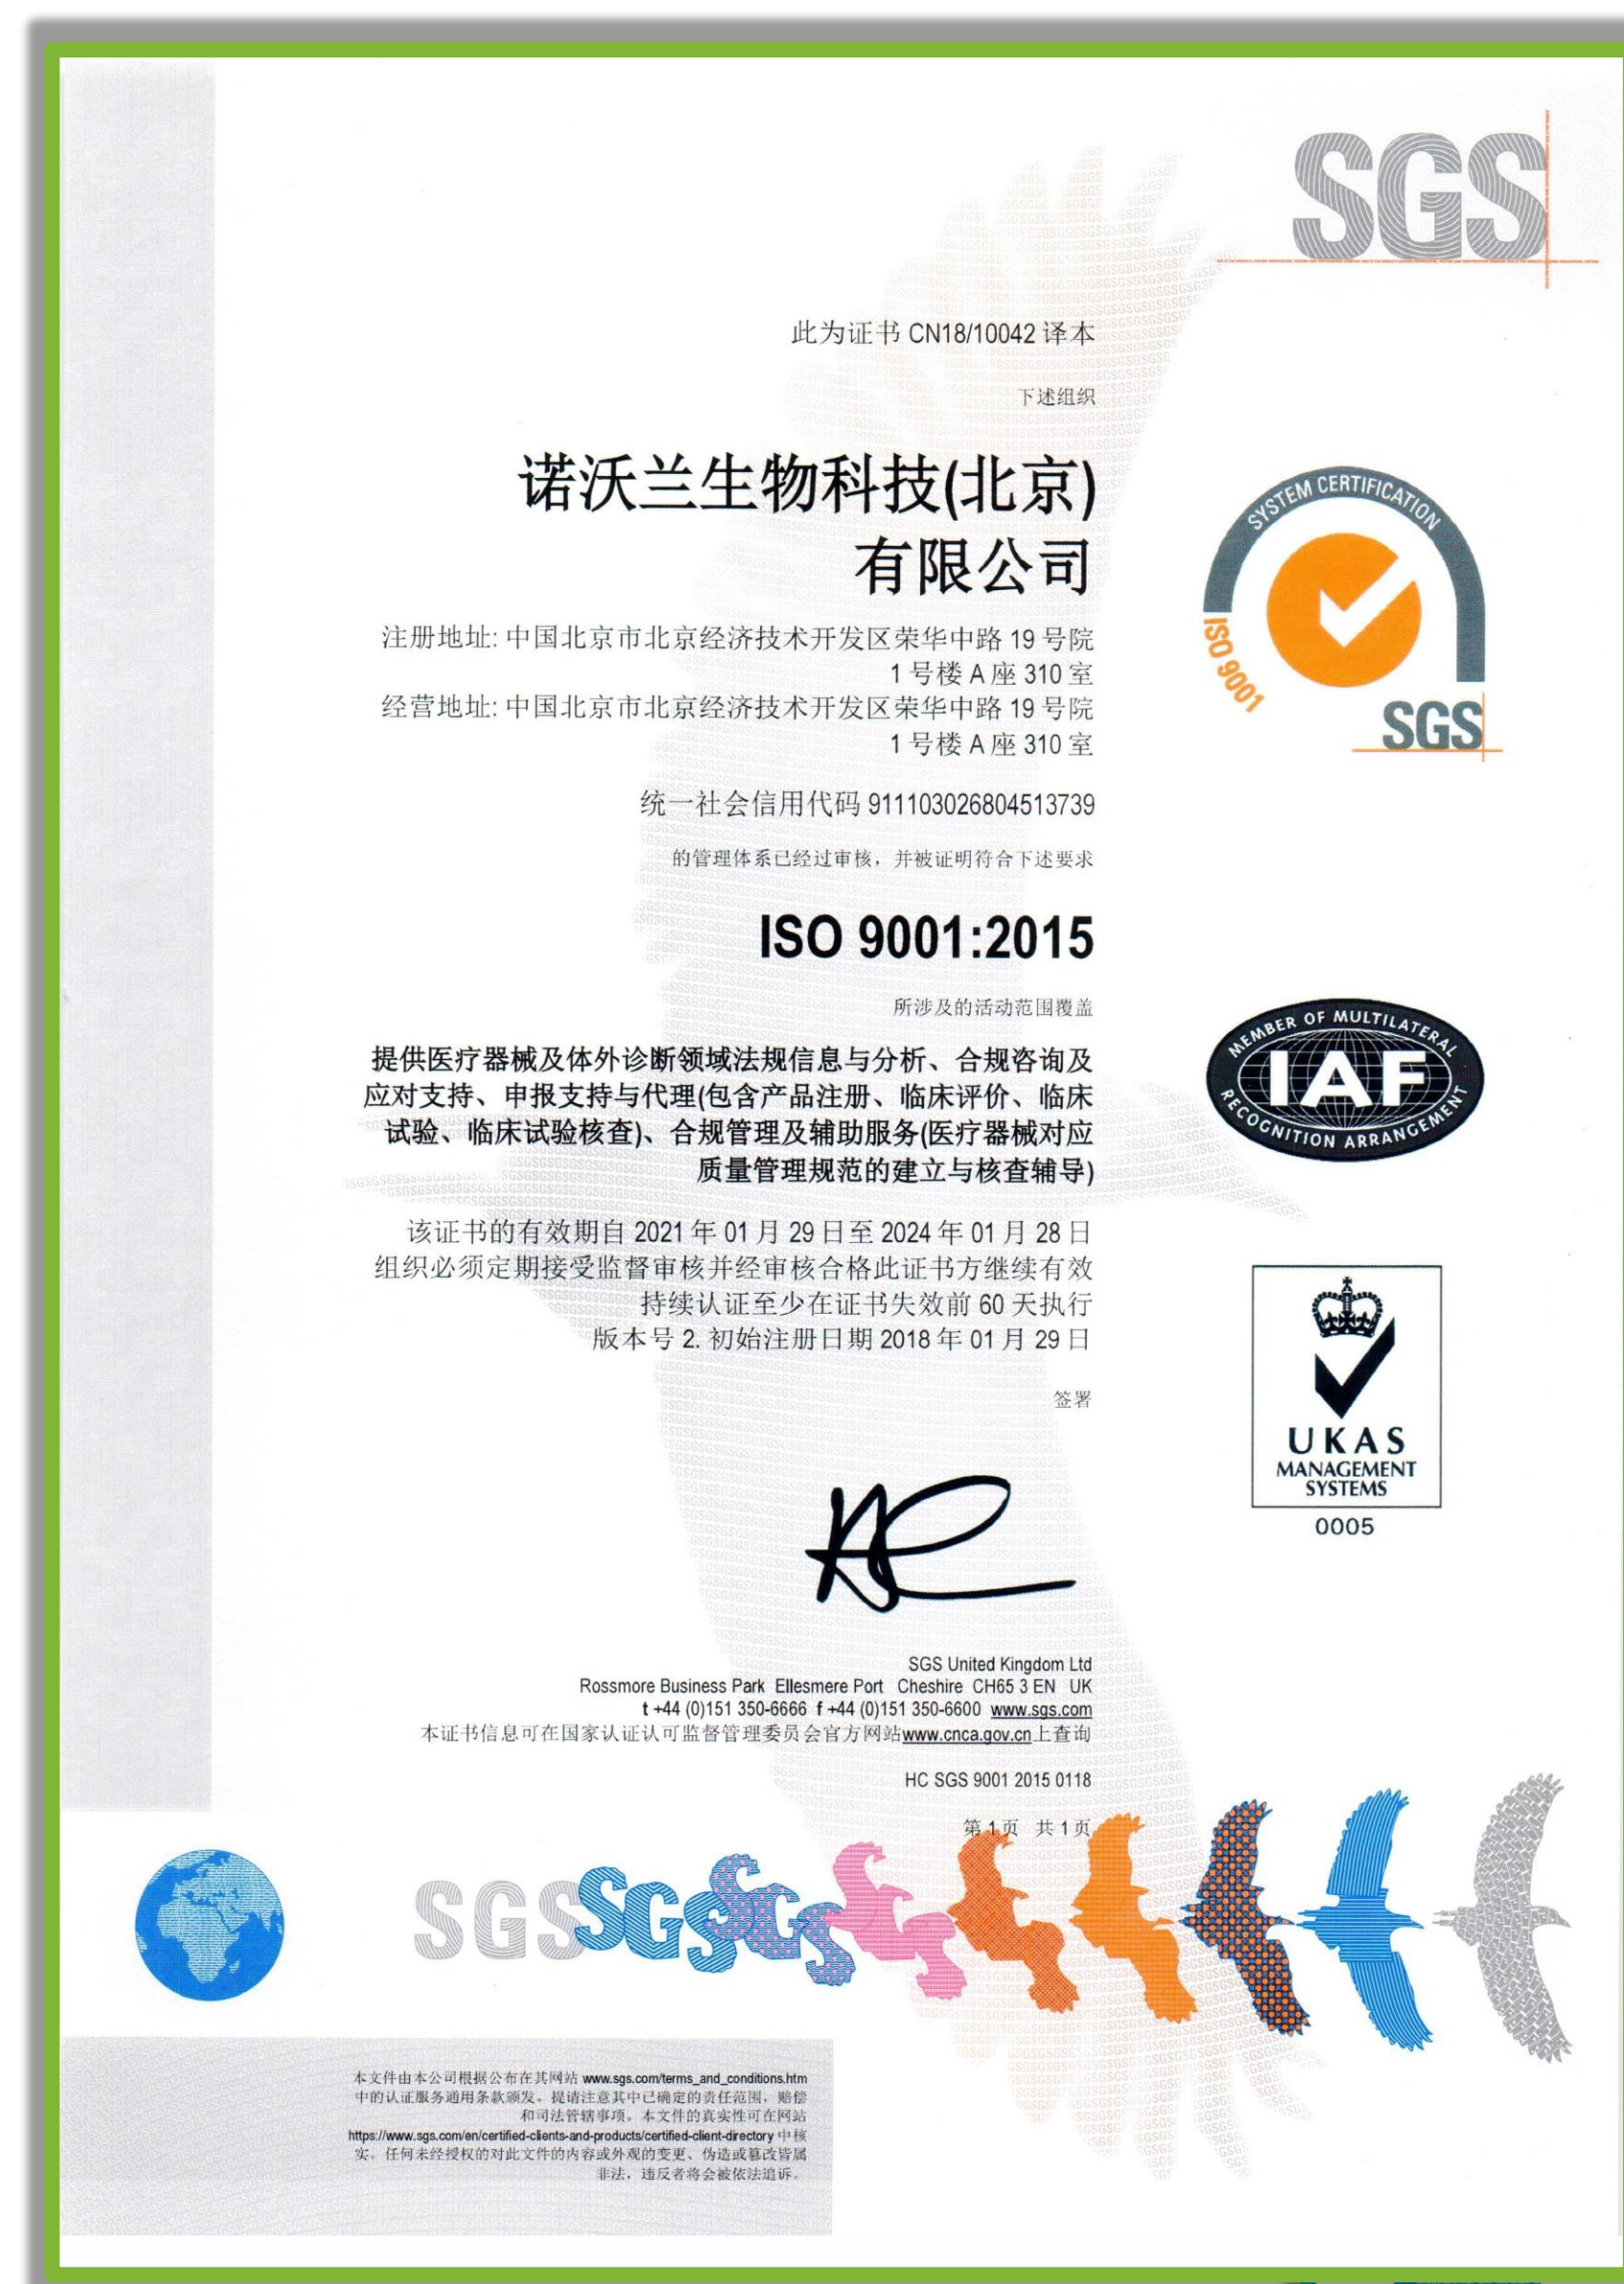 SGS
此为证书 CN18/10042 译本
下述组织
诺沃兰生物科技(北京)
有限公司
注册地址: 中国北京市北京经济技术开发区荣华中路 19 号院
1 号楼 A 座 310 室
经营地址: 中国北京市北京经济技术开发区荣华中路 19 号院
1 号楼 A 座 310 室
统一社会信用代码 911103026804513739
的管理体系已经过审核，并被证明符合下述要求
ISO 9001:2015
所涉及的活动范围覆盖
提供医疗器械及体外诊断领域法规信息与分析、合规咨询及
应对支持、申报支持与代理(包含产品注册、临床评价、临床
试验、临床试验核查)、合规管理及辅助服务(医疗器械对应
质量管理规范的建立与核查辅导)
该证书的有效期自 2021 年 01 月 29 日至 2024 年 01 月 28 日
组织必须定期接受监督审核并经审核合格此证书方继续有效
持续认证至少在证书失效前 60 天执行
版本号 2. 初始注册日期 2018 年 01 月 29 日
签署
SGS United Kingdom Ltd
Rossmore Business Park Ellesmere Port Cheshire CH65 3 EN UK
t +44 (0)151 350-6666 f +44 (0)151 350-6600 www.sgs.com
本证书信息可在国家认证认可监督管理委员会官方网站www.cnca.gov.cn上查询
HC SGS 9001 2015 0118
第 1 页 共 1 页
SYSTEM CERTIFICATION
ISO 9001
SGS
MEMBER OF MULTILATERAL
IAF
RECOGNITION ARRANGEMENT
UKAS
MANAGEMENT
SYSTEMS
0005
SGS SGS SGS
本文件由本公司根据公布在其网站 www.sgs.com/terms_and_conditions.htm
中的认证服务通用条款颁发。提请注意其中已确定的责任范围，赔偿
和司法管辖事项。本文件的真实性可在网站
https://www.sgs.com/en/certified-clients-and-products/certified-client-directory 中核
实。任何未经授权的对此文件的内容或外观的变更、伪造或篡改皆属
非法，违反者将会被依法追诉。